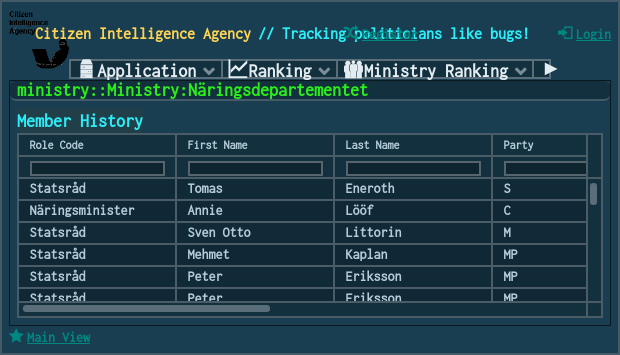 Citizen
Intelligence
Agency
Citizen Intelligence Agency // Tracking politicians like bugs!
Login
Application Ranking Ministry Ranking
ministry::Ministry:Näringsdepartementet
Member History
Role Code First Name Last Name Party
Statsråd Tomas Eneroth S
Näringsminister Annie Lööf C
Statsråd Sven Otto Littorin M
Statsråd Mehmet Kaplan MP
Statsråd Peter Eriksson MP
Statsråd Peter Eriksson MP
Main View